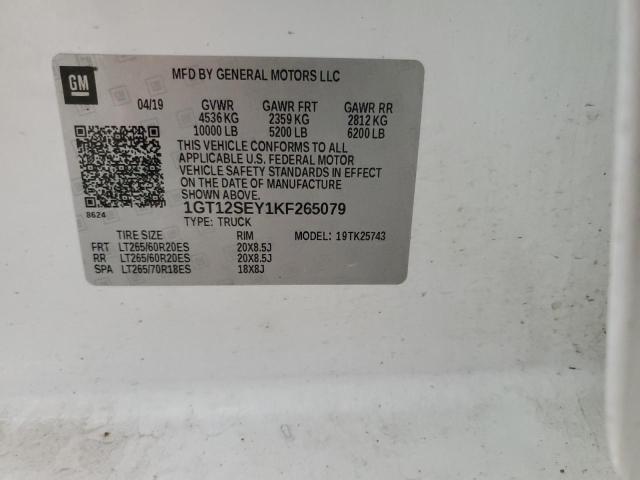 GM
MFD BY GENERAL MOTORS LLC
04/19 GVWR GAWR FRT GAWR RR
4536 KG 2359 KG 2812 KG
10000 LB 5200 LB 6200 LB
THIS VEHICLE CONFORMS TO ALL
APPLICABLE U.S. FEDERAL MOTOR
VEHICLE SAFETY STANDARDS IN EFFECT
ON THE DATE OF MANUFACTURE
SHOWN ABOVE.
8624
1GT12SEY1KF265079
TYPE: TRUCK
TIRE SIZE RIM MODEL: 19TK25743
FRT LT265/60R20ES 20X8.5J
RR LT265/60R20ES 20X8.5J
SPA LT265/70R18ES 18X8J